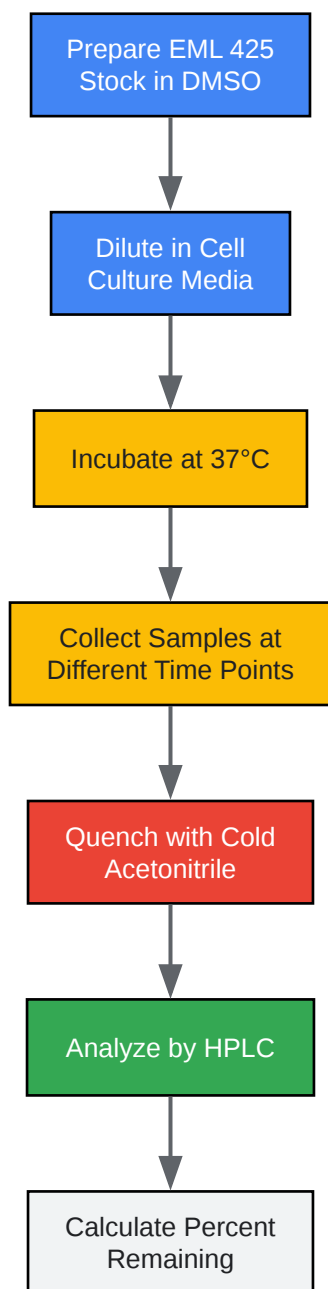 Prepare EML 425
Stock in DMSO
Dilute in Cell
Culture Media
Incubate at 37°C
Collect Samples at
Different Time Points
Quench with Cold
Acetonitrile
Analyze by HPLC
Calculate Percent
Remaining